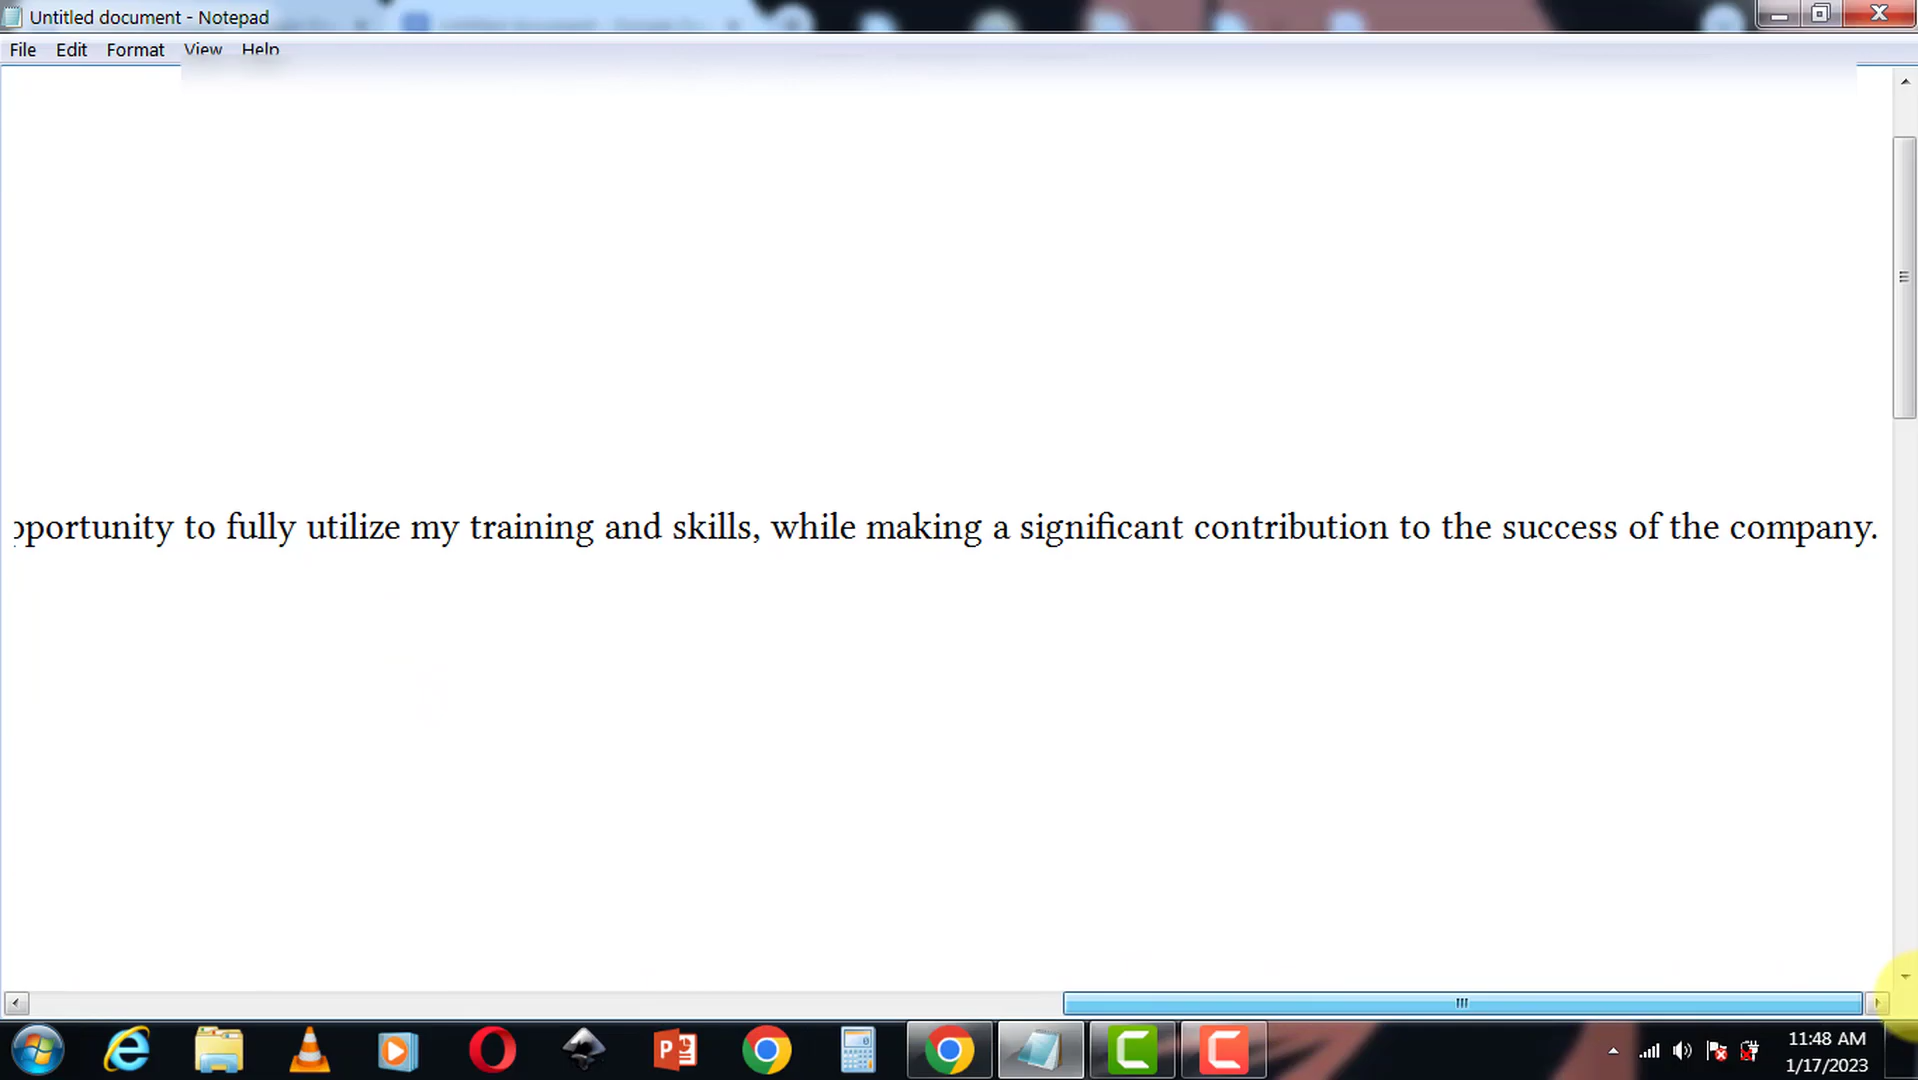 Untitled document - Notepad
File Edit Format View Help
pportunity to fully utilize my training and skills, while making a significant contribution to the success of the company.
11:48 AM
1/17/2023